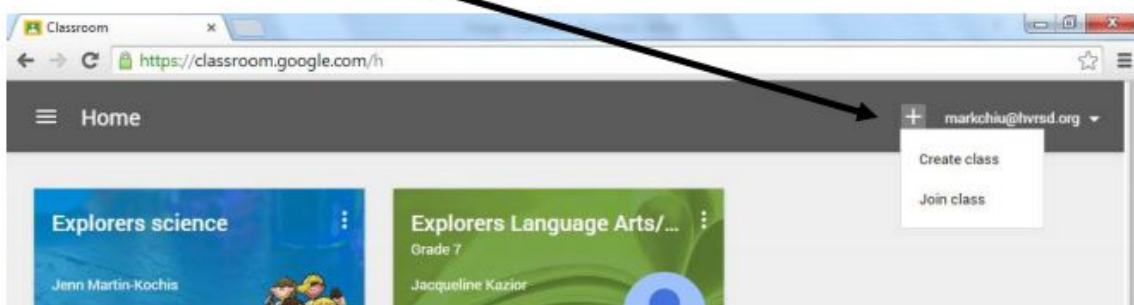 Classroom
https://classroom.google.com/h
Home
markchiu@hvrsd.org
Create class
Join class
Explorers science
Jenn Martin-Kochis
Explorers Language Arts/...
Grade 7
Jacqueline Kazior